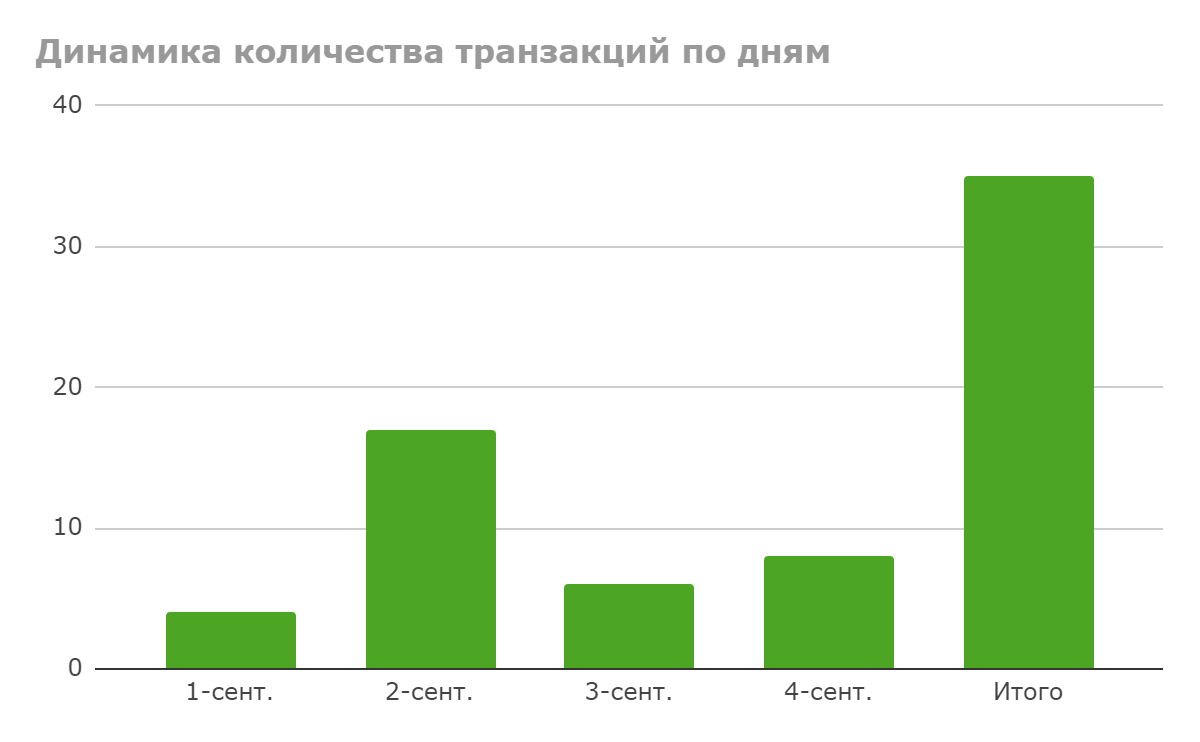 Динамика количества транзакций по дням
40
30
20
10
0
1-сент. 2-сент. 3-сент. 4-сент. Итого